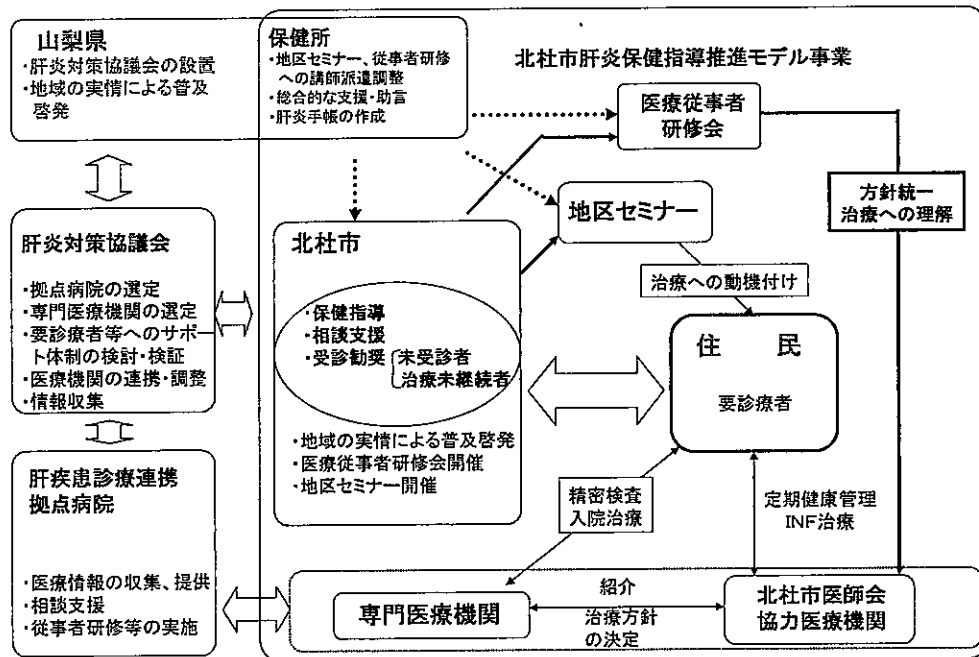 山梨県
・肝炎対策協議会の設置
・地域の実情による普及
啓発
保健所
・地区セミナー、従事者研修
への講師派遣調整
・総合的な支援・助言
・肝炎手帳の作成
北杜市肝炎保健指導推進モデル事業
医療従事者
研修会
方針統一
治療への理解
地区セミナー
治療への動機付け
肝炎対策協議会
・拠点病院の選定
・専門医療機関の選定
・要診療者等へのサポー
ト体制の検討・検証
・医療機関の連携・調整
・情報収集
北杜市
・保健指導
・相談支援
・受診勧奨
未受診者
治療未継続者
・地域の実情による普及啓発
・医療従事者研修会開催
・地区セミナー開催
住　民
要診療者
肝疾患診療連携
拠点病院
・医療情報の収集、提供
・相談支援
・従事者研修等の実施
精密検査
入院治療
定期健康管理
INF治療
専門医療機関
紹介
治療方針
の決定
北杜市医師会
協力医療機関